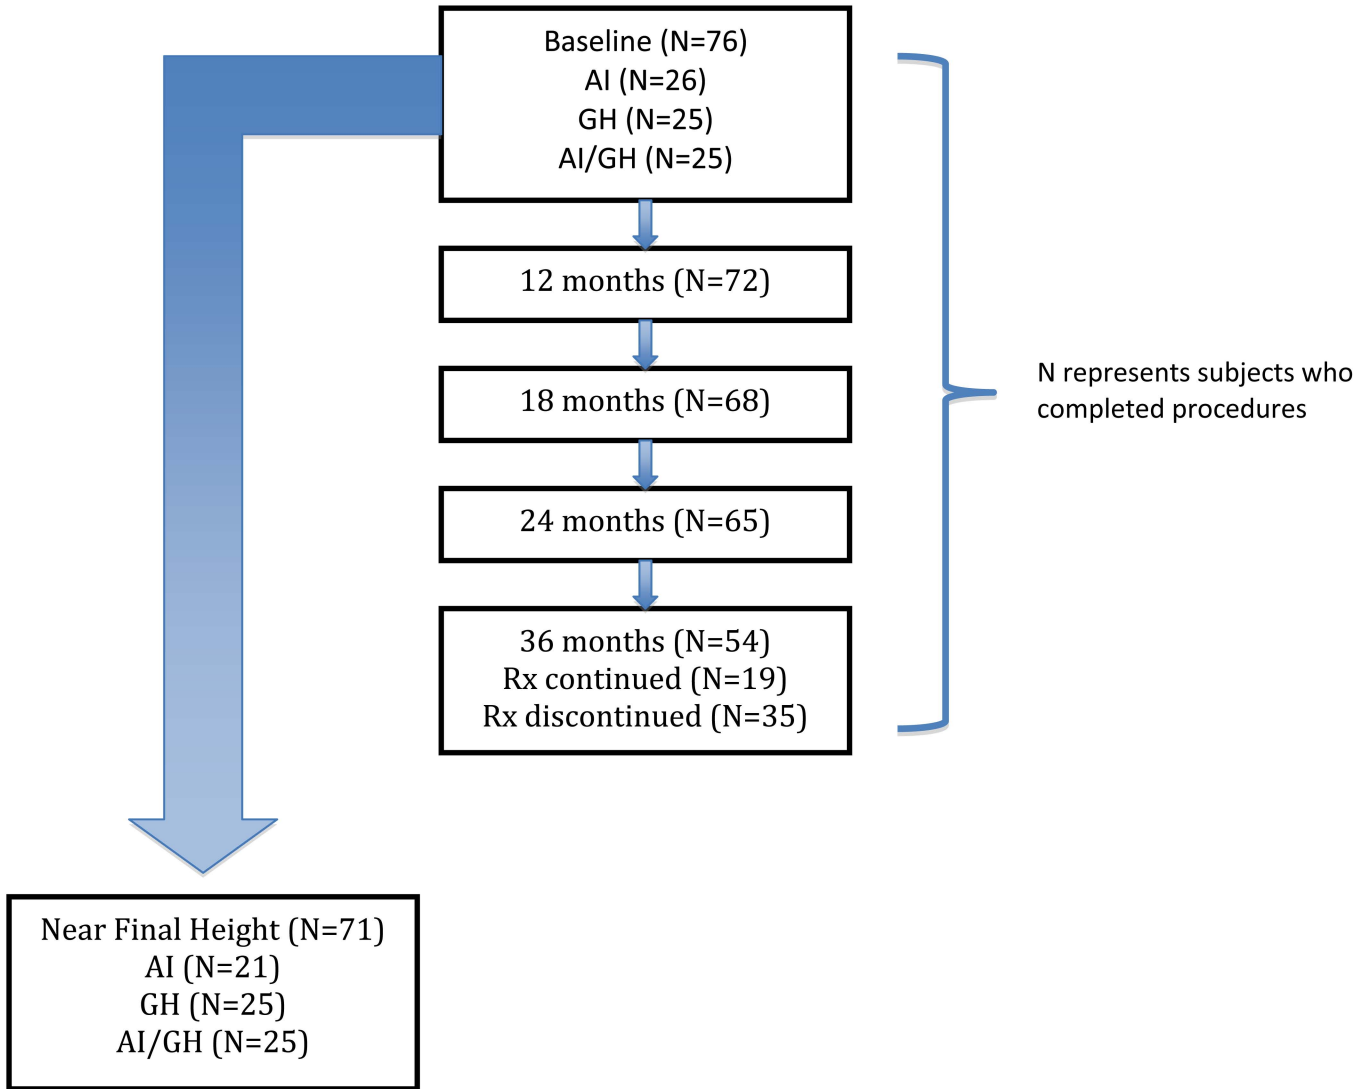 Baseline (N=76)
AI (N=26)
GH (N=25)
AI/GH (N=25)
12 months (N=72)
18 months (N=68)
24 months (N=65)
36 months (N=54)
Rx continued (N=19)
Rx discontinued (N=35)
N represents subjects who
completed procedures
Near Final Height (N=71)
AI (N=21)
GH (N=25)
AI/GH (N=25)